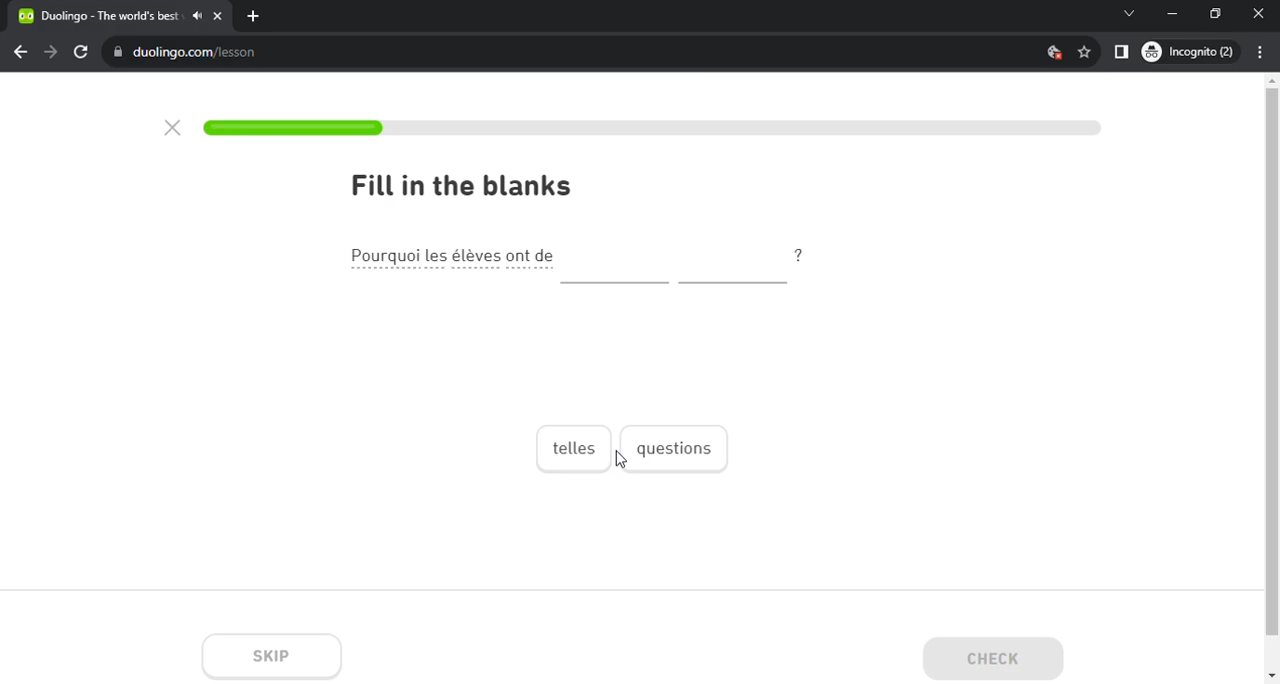 Duolingo - The world's best
duolingo.com/lesson
Incognito (2)
Fill in the blanks
Pourquoi les élèves ont de ?
telles questions
SKIP CHECK